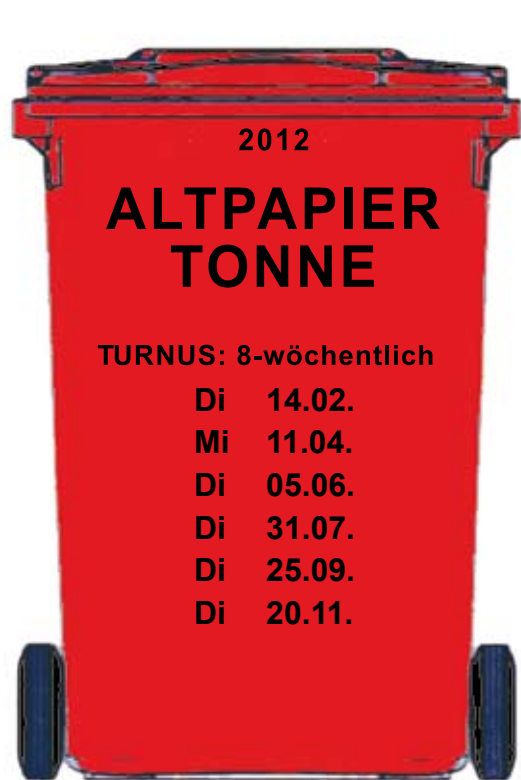 2012
ALTPAPIER
TONNE
TURNUS: 8-wöchentlich
Di 14.02.
Mi 11.04.
Di 05.06.
Di 31.07.
Di 25.09.
Di 20.11.